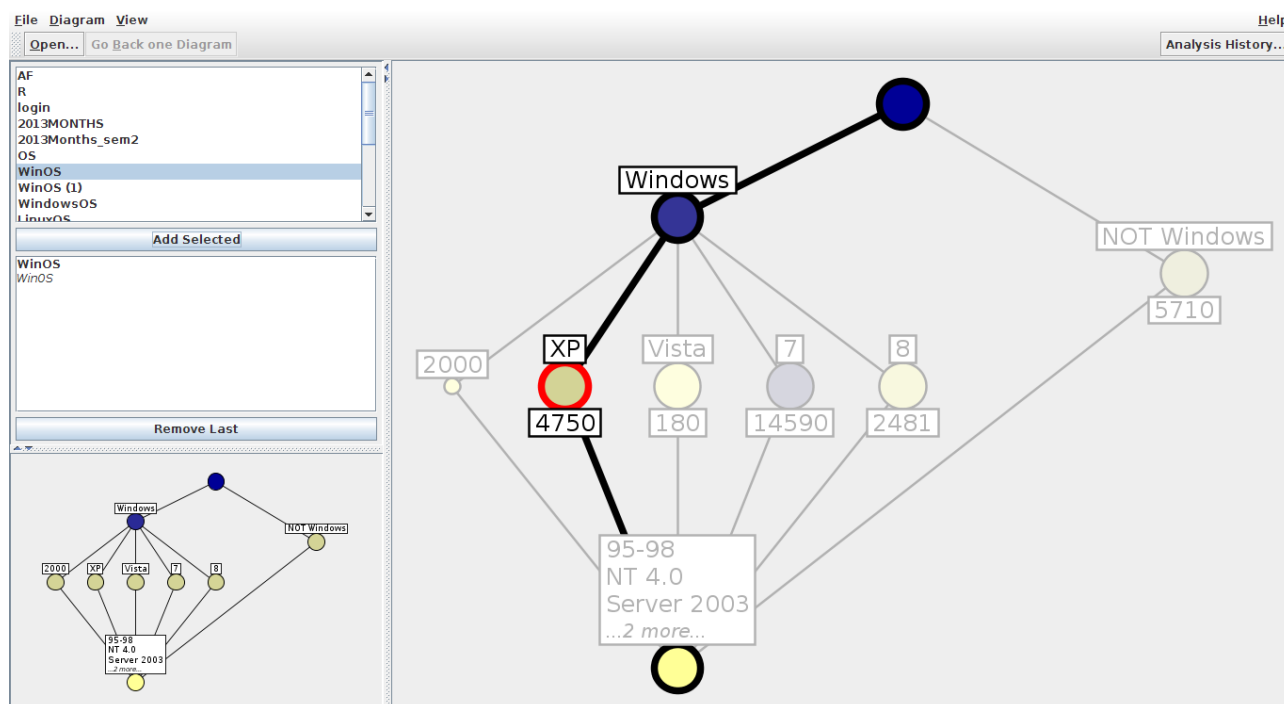 File Diagram View Help
Open... Go Back one Diagram Analysis History...
AF
R
login
2013MONTHS
2013Months_sem2
OS
WinOS
WinOS (1)
WindowsOS
LinuxOS
Add Selected
WinOS
WinOS
Remove Last
Windows
NOT Windows
2000 XP Vista 7 8
95-98
NT 4.0
Server 2003
...2 more...
Windows
NOT Windows
5710
2000 XP Vista 7 8
4750 180 14590 2481
95-98
NT 4.0
Server 2003
...2 more...